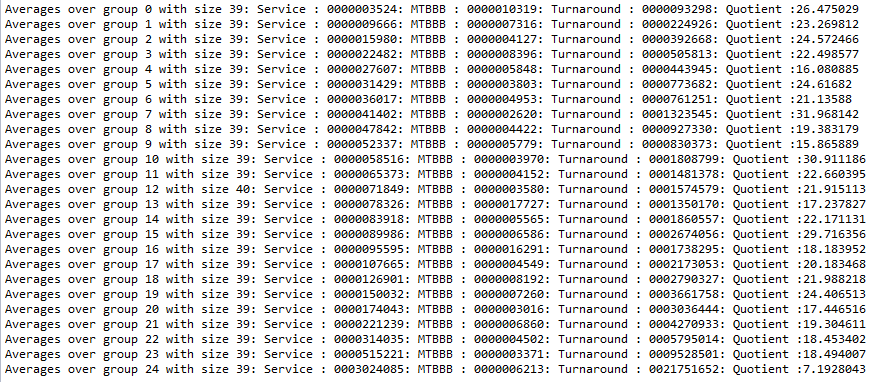 Averages over group 0 with size 39: Service : 0000003524: MTBBB : 0000010319: Turnaround : 0000093298: Quotient :26.475029
Averages over group 1 with size 39: Service : 0000009666: MTBBB : 0000007316: Turnaround : 0000224926: Quotient :23.269812
Averages over group 2 with size 39: Service : 0000015980: MTBBB : 0000004127: Turnaround : 0000392668: Quotient :24.572466
Averages over group 3 with size 39: Service : 0000022482: MTBBB : 0000008396: Turnaround : 0000505813: Quotient :22.498577
Averages over group 4 with size 39: Service : 0000027607: MTBBB : 0000005848: Turnaround : 0000443945: Quotient :16.080885
Averages over group 5 with size 39: Service : 0000031429: MTBBB : 0000003803: Turnaround : 0000773682: Quotient :24.61682
Averages over group 6 with size 39: Service : 0000036017: MTBBB : 0000004953: Turnaround : 0000761251: Quotient :21.13588
Averages over group 7 with size 39: Service : 0000041402: MTBBB : 0000002620: Turnaround : 0001323545: Quotient :31.968142
Averages over group 8 with size 39: Service : 0000047842: MTBBB : 0000004422: Turnaround : 0000927330: Quotient :19.383179
Averages over group 9 with size 39: Service : 0000052337: MTBBB : 0000005779: Turnaround : 0000830373: Quotient :15.865889
Averages over group 10 with size 39: Service : 0000058516: MTBBB : 0000003970: Turnaround : 0001808799: Quotient :30.911186
Averages over group 11 with size 39: Service : 0000065373: MTBBB : 0000004152: Turnaround : 0001481378: Quotient :22.660395
Averages over group 12 with size 40: Service : 0000071849: MTBBB : 0000003580: Turnaround : 0001574579: Quotient :21.915113
Averages over group 13 with size 39: Service : 0000078326: MTBBB : 0000017727: Turnaround : 0001350170: Quotient :17.237827
Averages over group 14 with size 39: Service : 0000083918: MTBBB : 0000005565: Turnaround : 0001860557: Quotient :22.171131
Averages over group 15 with size 39: Service : 0000089986: MTBBB : 0000006586: Turnaround : 0002674056: Quotient :29.716356
Averages over group 16 with size 39: Service : 0000095595: MTBBB : 0000016291: Turnaround : 0001738295: Quotient :18.183952
Averages over group 17 with size 39: Service : 0000107665: MTBBB : 0000004549: Turnaround : 0002173053: Quotient :20.183468
Averages over group 18 with size 39: Service : 0000126901: MTBBB : 0000008192: Turnaround : 0002790327: Quotient :21.988218
Averages over group 19 with size 39: Service : 0000150032: MTBBB : 0000007260: Turnaround : 0003661758: Quotient :24.406513
Averages over group 20 with size 39: Service : 0000174043: MTBBB : 0000003016: Turnaround : 0003036444: Quotient :17.446516
Averages over group 21 with size 39: Service : 0000221239: MTBBB : 0000006860: Turnaround : 0004270933: Quotient :19.304611
Averages over group 22 with size 39: Service : 0000314035: MTBBB : 0000004502: Turnaround : 0005795014: Quotient :18.453402
Averages over group 23 with size 39: Service : 0000515221: MTBBB : 0000003371: Turnaround : 0009528501: Quotient :18.494007
Averages over group 24 with size 39: Service : 0003024085: MTBBB : 0000006213: Turnaround : 0021751652: Quotient :7.1928043